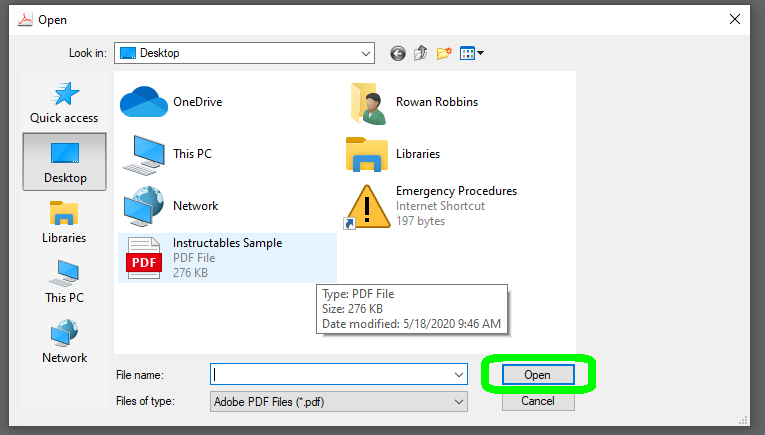 Open
Look in:
Desktop
Quick access
Desktop
Libraries
This PC
Network
OneDrive
Rowan Robbins
This PC
Libraries
Network
Emergency Procedures
Internet Shortcut
197 bytes
Instructables Sample
PDF File
276 KB
PDF
Type: PDF File
Size: 276 KB
Date modified: 5/18/2020 9:46 AM
File name:
Open
Files of type:
Adobe PDF Files (*.pdf)
Cancel